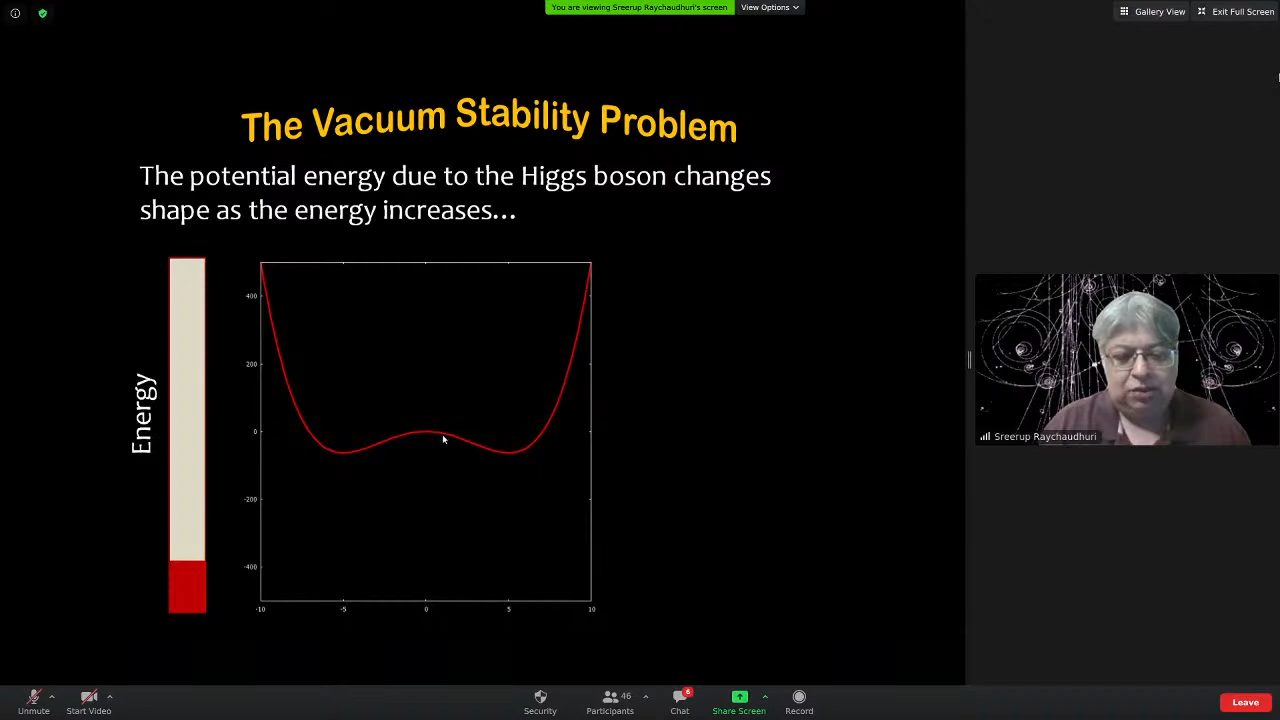 You are viewing Sreerup Raychaudhuri's screen
View Options
Gallery View
Exit Full Screen
The Vacuum Stability Problem
The potential energy due to the Higgs boson changes
shape as the energy increases...
Energy
400
200
0
-200
-400
-10
-5
0
5
10
Sreerup Raychaudhuri
Unmute
Start Video
Security
46
Participants
6
Chat
Share Screen
Record
Leave